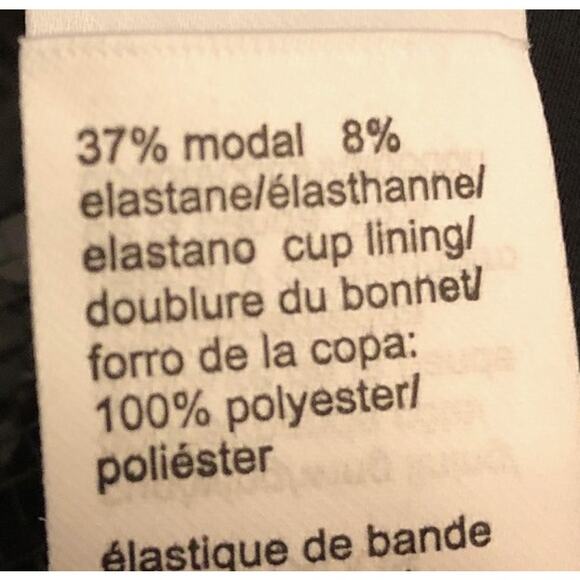 37% modal 8%
elastane/élasthanne/
elastano cup lining/
doublure du bonnet/
forro de la copa:
100% polyester/
poliéster
élastique de bande